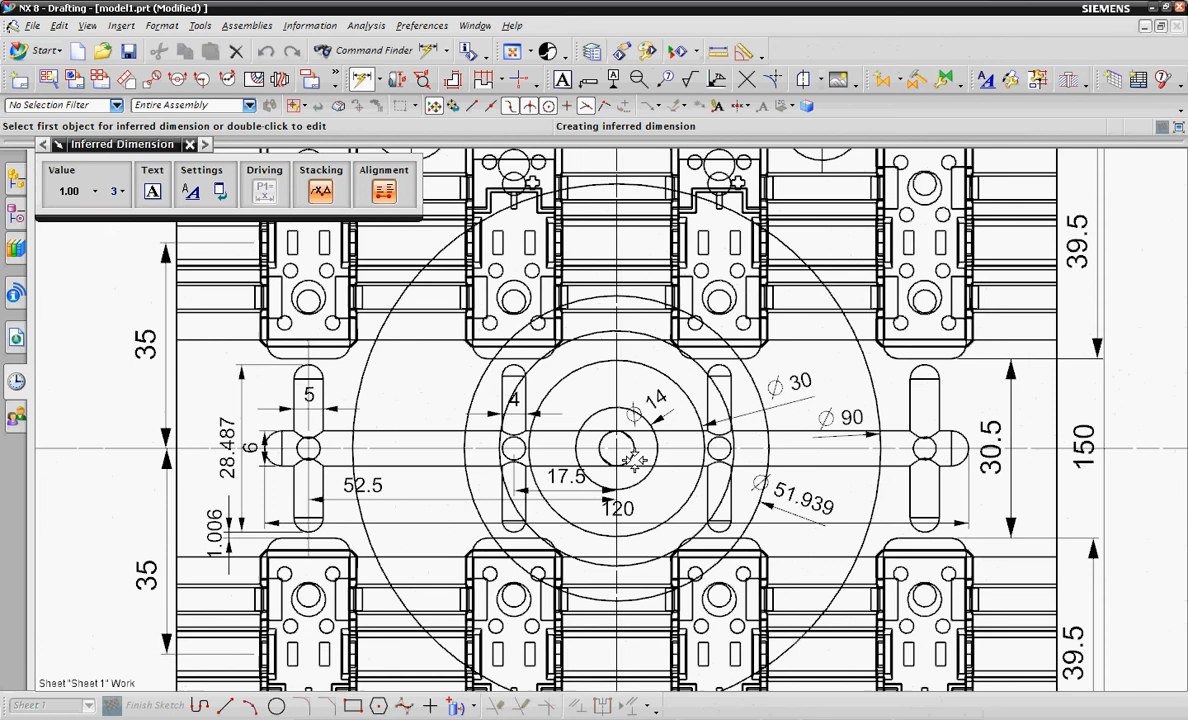 NX 8 - Drafting - [model1.prt (Modified) ]
SIEMENS
File Edit View Insert Format Tools Assemblies Information Analysis Preferences Window Help
Start
Command Finder
No Selection Filter
Entire Assembly
Select first object for inferred dimension or double-click to edit
Creating inferred dimension
Inferred Dimension
Value
Text
Settings
Driving
Stacking
Alignment
1.00
3
A
P1=
39.5
35
5
4
Ø 14
Ø 30
Ø 90
28.487
6
17.5
52.5
120
Ø 51.939
30.5
150
1.006
35
39.5
Sheet "Sheet 1" Work
Sheet 1
Finish Sketch